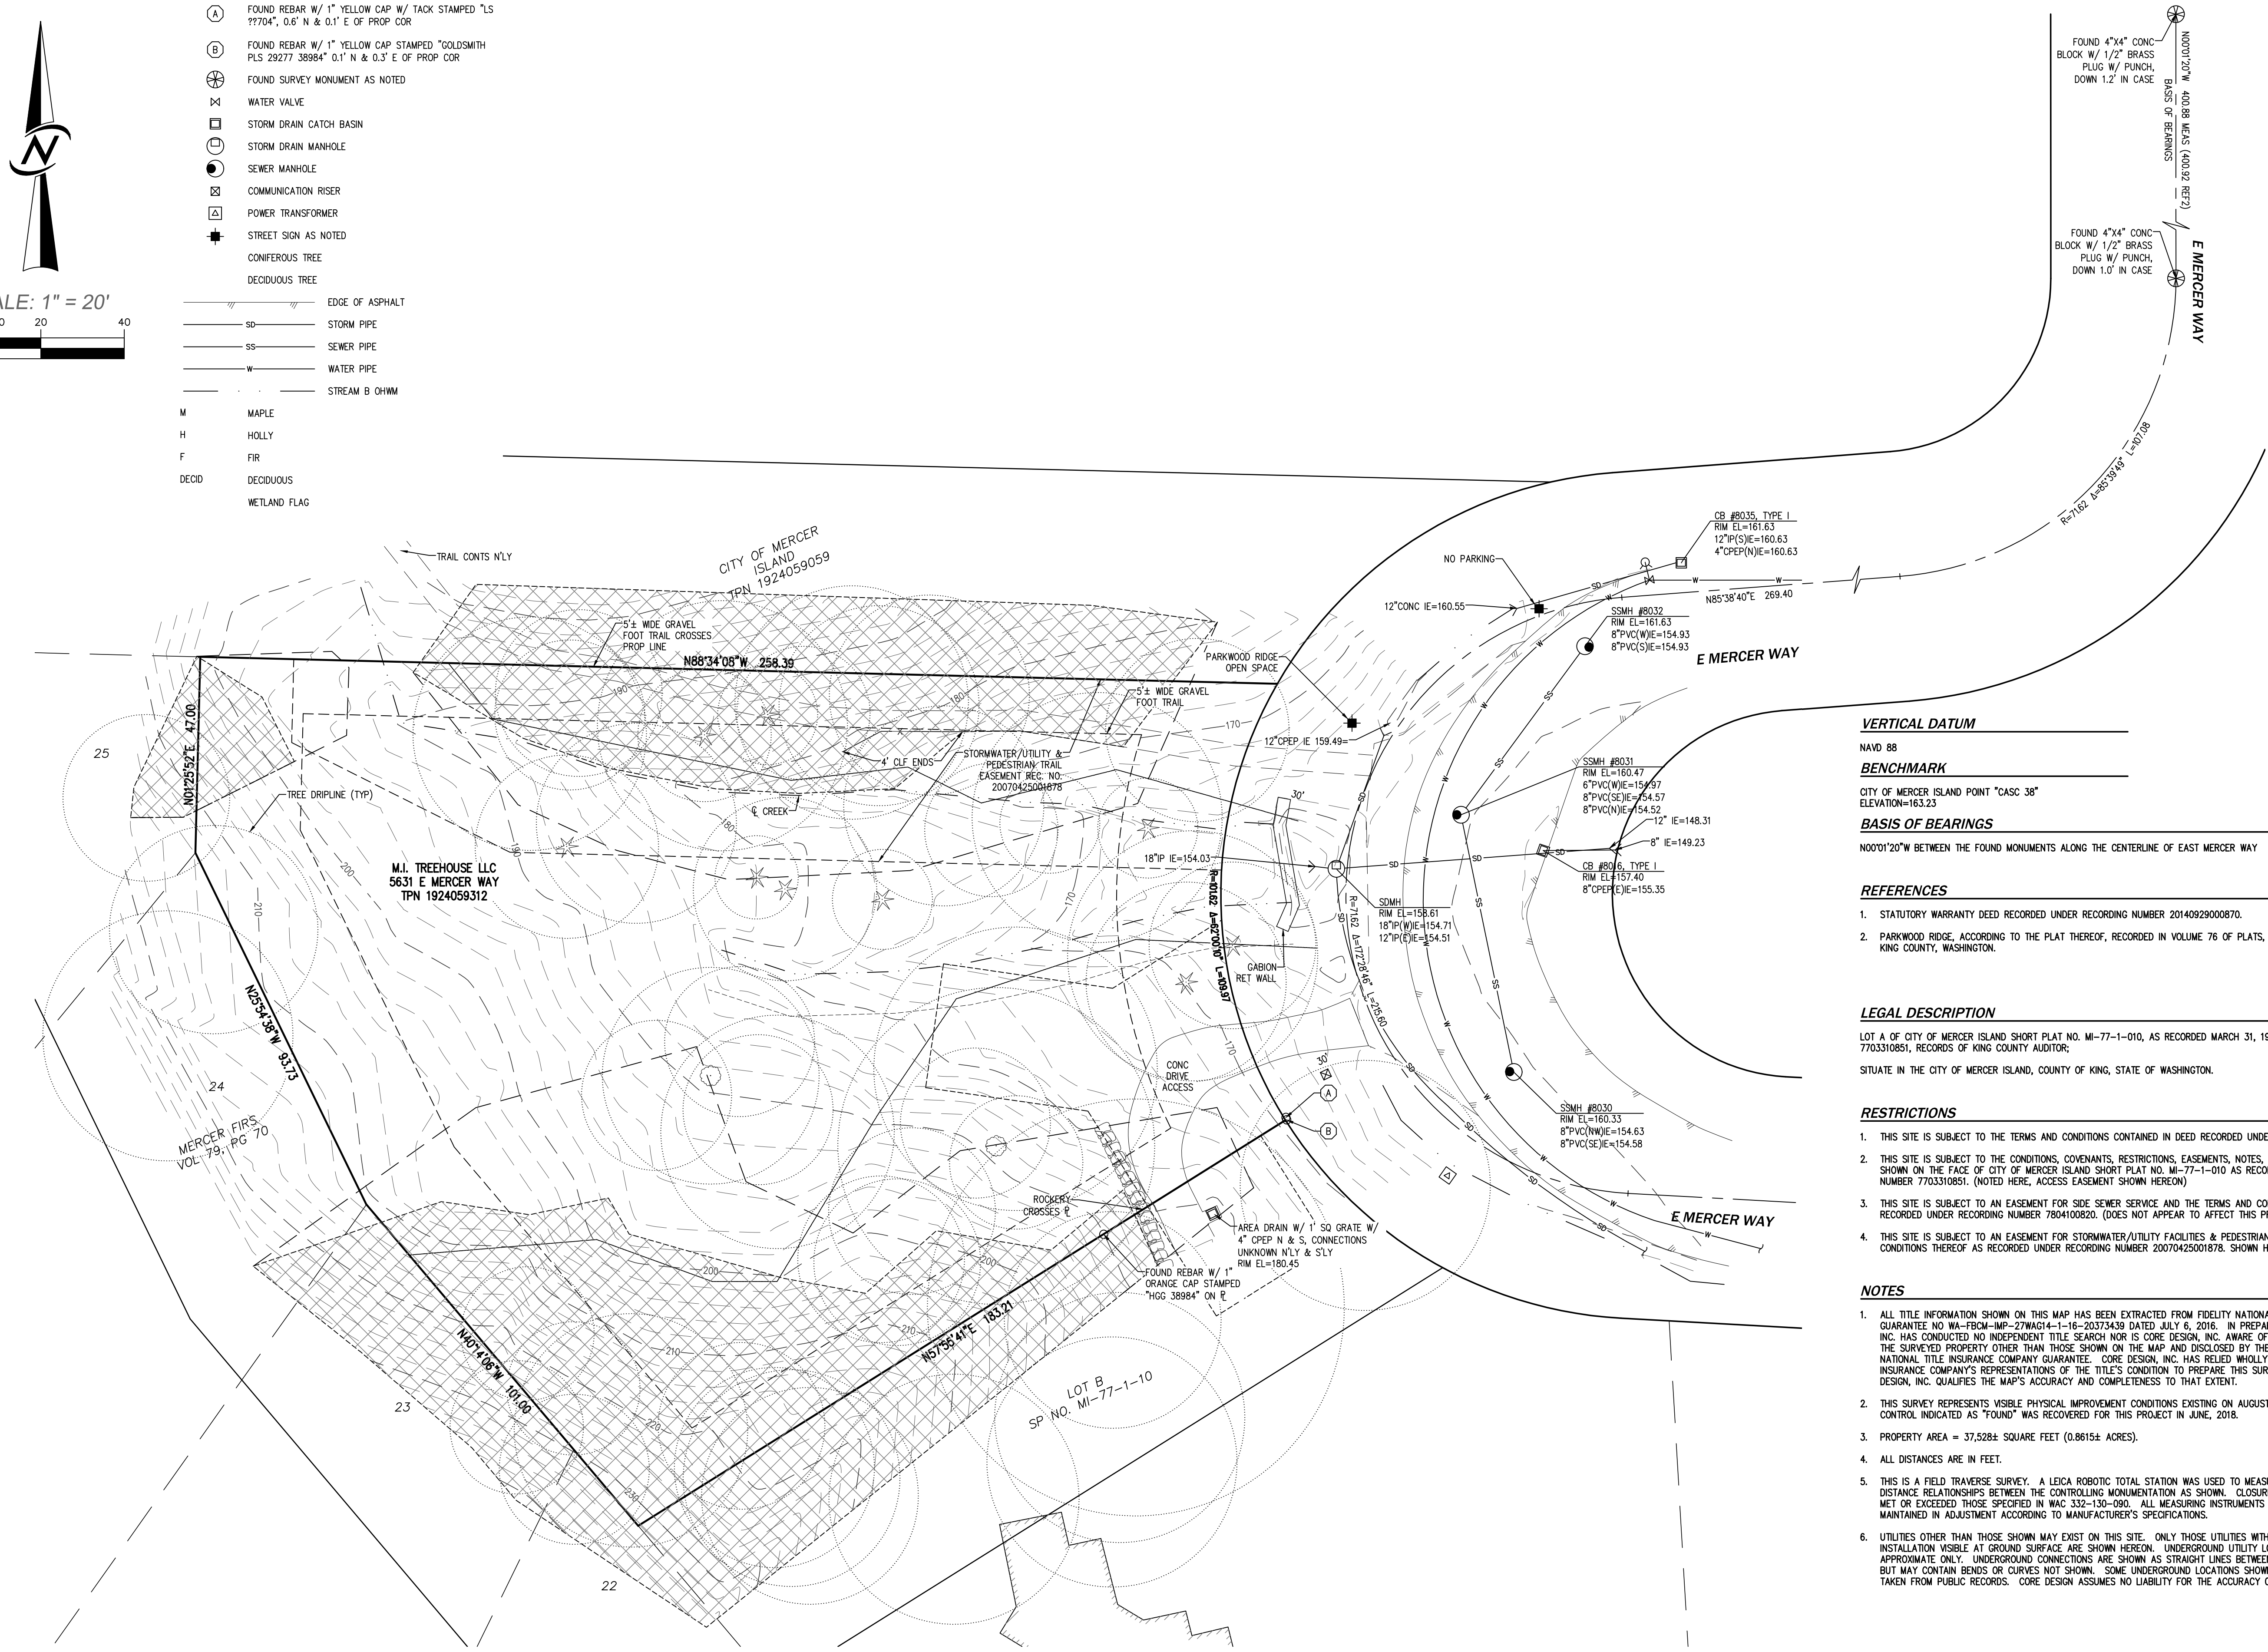 FOUND REBAR W/ 1" YELLOW CAP W/ TACK STAMPED "LS
??704", 0.6' N & 0.1' E OF PROP COR
A
FOUND REBAR W/ 1" YELLOW CAP STAMPED "GOLDSMITH
PLS 29277 38984" 0.1' N & 0.3' E OF PROP COR
B
FOUND SURVEY MONUMENT AS NOTED
WATER VALVE
STORM DRAIN CATCH BASIN
STORM DRAIN MANHOLE
SEWER MANHOLE
COMMUNICATION RISER
POWER TRANSFORMER
STREET SIGN AS NOTED
CONIFEROUS TREE
DECIDUOUS TREE
EDGE OF ASPHALT
SD STORM PIPE
SS SEWER PIPE
W WATER PIPE
STREAM B OHWM
M MAPLE
H HOLLY
F FIR
DECID DECIDUOUS
WETLAND FLAG
N
ALE: 1" = 20'
0 20 40
FOUND 4"X4" CONC
BLOCK W/ 1/2" BRASS
PLUG W/ PUNCH,
DOWN 1.2' IN CASE
N00°01'20"W 400.88 MEAS (400.92 REF2)
BASIS OF BEARINGS
FOUND 4"X4" CONC
BLOCK W/ 1/2" BRASS
PLUG W/ PUNCH,
DOWN 1.0' IN CASE
E MERCER WAY
R=71.62 Δ=85°39'49" L=107.08
TRAIL CONTS N'LY
CITY OF MERCER
ISLAND
TPN 1924059059
NO PARKING
CB #8035, TYPE I
RIM EL=161.63
12"IP(S)IE=160.63
4"CPEP(N)IE=160.63
12"CONC IE=160.55
N85°38'40"E 269.40
SSMH #8032
RIM EL=161.63
8"PVC(W)IE=154.93
8"PVC(S)IE=154.93
E MERCER WAY
5'± WIDE GRAVEL
FOOT TRAIL CROSSES
PROP LINE
N88°34'08"W 258.39
PARKWOOD RIDGE
OPEN SPACE
5'± WIDE GRAVEL
FOOT TRAIL
190
180
170
12"CPEP IE 159.49=
4' CLF ENDS
STORMWATER/UTILITY &
PEDESTRIAN TRAIL
EASEMENT REC. NO.
20070425001878
25
N01°25'52"E 47.00
TREE DRIPLINE (TYP)
℄ CREEK
30'
SSMH #8031
RIM EL=160.47
6"PVC(W)IE=154.97
8"PVC(SE)IE=154.57
8"PVC(N)IE=154.52
12" IE=148.31
8" IE=149.23
CB #8016, TYPE I
RIM EL=157.40
8"CPEP(E)IE=155.35
18"IP IE=154.03
M.I. TREEHOUSE LLC
5631 E MERCER WAY
TPN 1924059312
200
190
180
170
210
SDMH
RIM EL=158.61
18"IP(W)IE=154.71
12"IP(E)IE=154.51
R=101.62 Δ=62°00'10" L=109.97
R=71.62 Δ=172°28'46" L=215.60
GABION
RET WALL
N25°54'38"W 93.73
170
CONC
DRIVE
ACCESS
30'
A
B
24
MERCER FIRS
VOL 79, PG 70
SSMH #8030
RIM EL=160.33
8"PVC(NW)IE=154.63
8"PVC(SE)IE=154.58
ROCKERY
CROSSES ℙ
AREA DRAIN W/ 1' SQ GRATE W/
4" CPEP N & S, CONNECTIONS
UNKNOWN N'LY & S'LY
RIM EL=180.45
E MERCER WAY
FOUND REBAR W/ 1"
ORANGE CAP STAMPED
"HGG 38984" ON ℙ
200
200
210
210
220
230
N57°55'41"E 183.21
N40°14'06"W 101.00
LOT B
SP NO. MI-77-1-10
23
22
VERTICAL DATUM
NAVD 88
BENCHMARK
CITY OF MERCER ISLAND POINT "CASC 38"
ELEVATION=163.23
BASIS OF BEARINGS
N00°01'20"W BETWEEN THE FOUND MONUMENTS ALONG THE CENTERLINE OF EAST MERCER WAY
REFERENCES
1. STATUTORY WARRANTY DEED RECORDED UNDER RECORDING NUMBER 20140929000870.
2. PARKWOOD RIDGE, ACCORDING TO THE PLAT THEREOF, RECORDED IN VOLUME 76 OF PLATS,
KING COUNTY, WASHINGTON.
LEGAL DESCRIPTION
LOT A OF CITY OF MERCER ISLAND SHORT PLAT NO. MI-77-1-010, AS RECORDED MARCH 31, 19
7703310851, RECORDS OF KING COUNTY AUDITOR;
SITUATE IN THE CITY OF MERCER ISLAND, COUNTY OF KING, STATE OF WASHINGTON.
RESTRICTIONS
1. THIS SITE IS SUBJECT TO THE TERMS AND CONDITIONS CONTAINED IN DEED RECORDED UNDE
2. THIS SITE IS SUBJECT TO THE CONDITIONS, COVENANTS, RESTRICTIONS, EASEMENTS, NOTES,
SHOWN ON THE FACE OF CITY OF MERCER ISLAND SHORT PLAT NO. MI-77-1-010 AS RECO
NUMBER 7703310851. (NOTED HERE, ACCESS EASEMENT SHOWN HEREON)
3. THIS SITE IS SUBJECT TO AN EASEMENT FOR SIDE SEWER SERVICE AND THE TERMS AND CO
RECORDED UNDER RECORDING NUMBER 7804100820. (DOES NOT APPEAR TO AFFECT THIS P
4. THIS SITE IS SUBJECT TO AN EASEMENT FOR STORMWATER/UTILITY FACILITIES & PEDESTRIAN
CONDITIONS THEREOF AS RECORDED UNDER RECORDING NUMBER 20070425001878. SHOWN H
NOTES
1. ALL TITLE INFORMATION SHOWN ON THIS MAP HAS BEEN EXTRACTED FROM FIDELITY NATIONA
GUARANTEE NO WA-FBCM-IMP-27WAG14-1-16-20373439 DATED JULY 6, 2016. IN PREPAR
INC. HAS CONDUCTED NO INDEPENDENT TITLE SEARCH NOR IS CORE DESIGN, INC. AWARE OF
THE SURVEYED PROPERTY OTHER THAN THOSE SHOWN ON THE MAP AND DISCLOSED BY THE
NATIONAL TITLE INSURANCE COMPANY GUARANTEE. CORE DESIGN, INC. HAS RELIED WHOLLY
INSURANCE COMPANY'S REPRESENTATIONS OF THE TITLE'S CONDITION TO PREPARE THIS SUR
DESIGN, INC. QUALIFIES THE MAP'S ACCURACY AND COMPLETENESS TO THAT EXTENT.
2. THIS SURVEY REPRESENTS VISIBLE PHYSICAL IMPROVEMENT CONDITIONS EXISTING ON AUGUST
CONTROL INDICATED AS "FOUND" WAS RECOVERED FOR THIS PROJECT IN JUNE, 2018.
3. PROPERTY AREA = 37,528± SQUARE FEET (0.8615± ACRES).
4. ALL DISTANCES ARE IN FEET.
5. THIS IS A FIELD TRAVERSE SURVEY. A LEICA ROBOTIC TOTAL STATION WAS USED TO MEASU
DISTANCE RELATIONSHIPS BETWEEN THE CONTROLLING MONUMENTATION AS SHOWN. CLOSUR
MET OR EXCEEDED THOSE SPECIFIED IN WAC 332-130-090. ALL MEASURING INSTRUMENTS
MAINTAINED IN ADJUSTMENT ACCORDING TO MANUFACTURER'S SPECIFICATIONS.
6. UTILITIES OTHER THAN THOSE SHOWN MAY EXIST ON THIS SITE. ONLY THOSE UTILITIES WITH
INSTALLATION VISIBLE AT GROUND SURFACE ARE SHOWN HEREON. UNDERGROUND UTILITY LO
APPROXIMATE ONLY. UNDERGROUND CONNECTIONS ARE SHOWN AS STRAIGHT LINES BETWEE
BUT MAY CONTAIN BENDS OR CURVES NOT SHOWN. SOME UNDERGROUND LOCATIONS SHOWN
TAKEN FROM PUBLIC RECORDS. CORE DESIGN ASSUMES NO LIABILITY FOR THE ACCURACY O